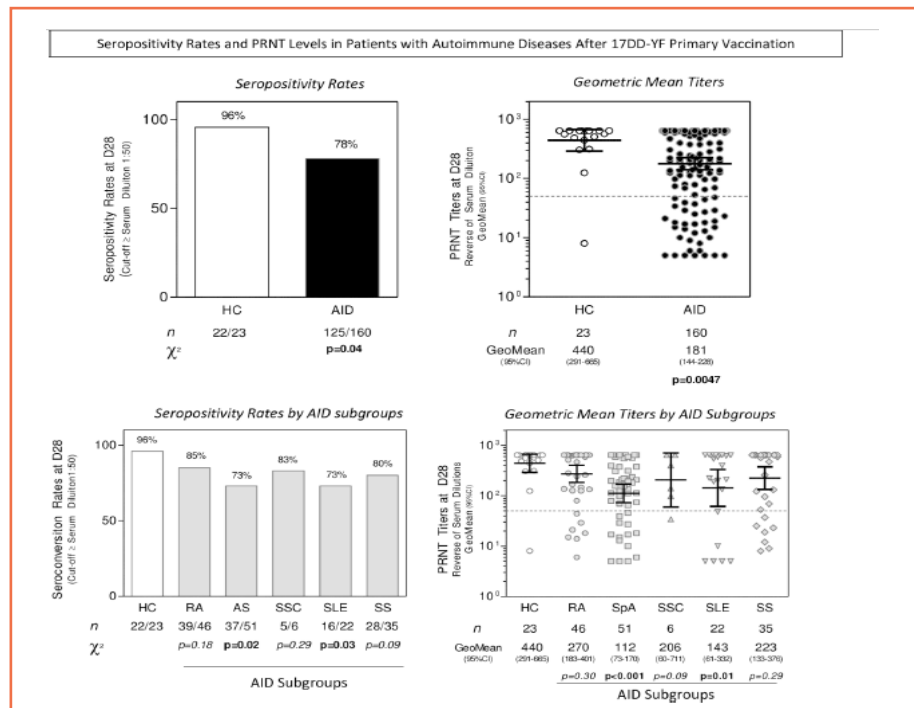 Seropositivity Rates and PRNT Levels in Patients with Autoimmune Diseases After 17DD-YF Primary Vaccination
Seropositivity Rates
Seropositivity Rates at D28
(Cut-off ≥ Serum Dilution 1:50)
100
50
0
96%
78%
HC AID
n 22/23 125/160
χ² p=0.04
Geometric Mean Titers
PRNT Titers at D28
Reverse of Serum Diluiton
GeoMean (95%CI)
10³
10²
10¹
10⁰
HC AID
n 23 160
GeoMean 440 181
(95%CI) (291-665) (144-228)
p=0.0047
Seropositivity Rates by AID subgroups
Seroconversiton Rates at D28
(Cut-off ≥ Serum Dilution1:50)
100
50
0
96%
85%
73%
83%
73%
80%
HC RA AS SSC SLE SS
22/23 39/46 37/51 5/6 16/22 28/35
χ² p=0.18 p=0.02 p=0.29 p=0.03 p=0.09
AID Subgroups
Geometric Mean Titers by AID Subgroups
PRNT Titers at D28
Reverse of Serum Dilutions
GeoMean (95%CI)
10³
10²
10¹
10⁰
HC RA SpA SSC SLE SS
n 23 46 51 6 22 35
GeoMean 440 270 112 206 143 223
(95%CI) (291-665) (183-401) (73-170) (60-711) (61-332) (133-376)
p=0.30 p<0.001 p=0.09 p=0.01 p=0.29
AID Subgroups